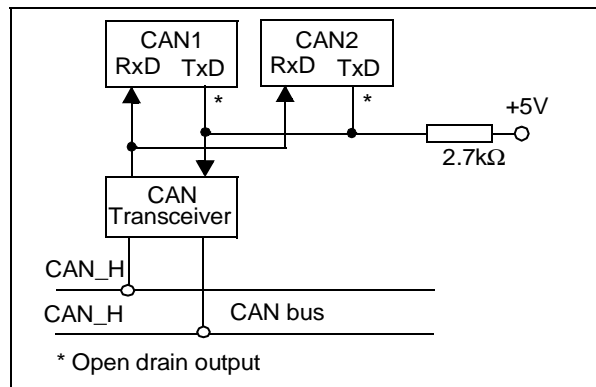 CAN1
RxD TxD
*
CAN2
RxD TxD
*
+5V
2.7kΩ
CAN
Transceiver
CAN_H
CAN_H
CAN bus
* Open drain output